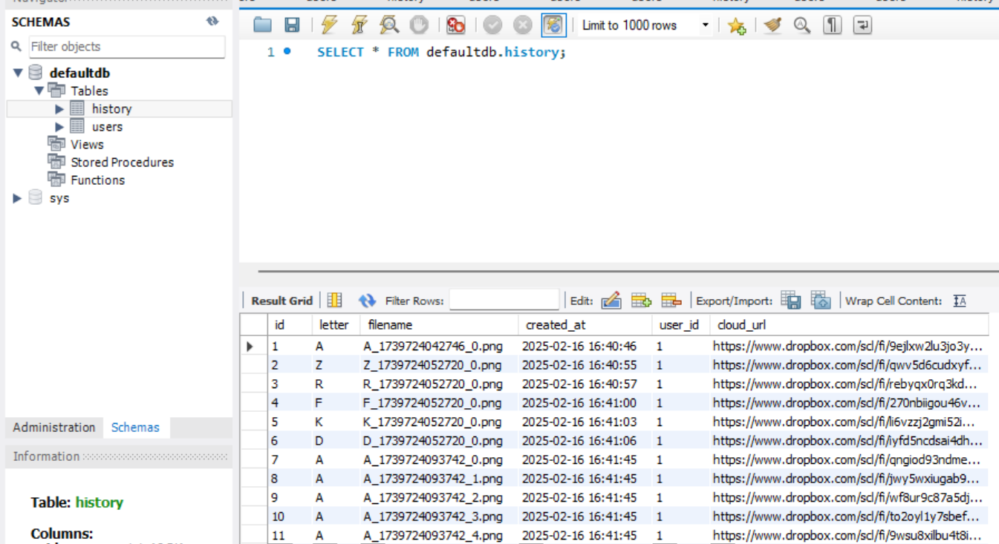 SCHEMAS
Filter objects
defaultdb
Tables
history
users
Views
Stored Procedures
Functions
sys
Administration Schemas
Information
Table: history
Columns:
Limit to 1000 rows
1 SELECT * FROM defaultdb.history;
Result Grid Filter Rows: Edit: Export/Import: Wrap Cell Content:
id letter filename created_at user_id cloud_url
1 A A_1739724042746_0.png 2025-02-16 16:40:46 1 https://www.dropbox.com/scl/fi/9ejlxw2lu3jo3y...
2 Z Z_1739724052720_0.png 2025-02-16 16:40:55 1 https://www.dropbox.com/scl/fi/qwv5d6cudxyf...
3 R R_1739724052720_0.png 2025-02-16 16:40:57 1 https://www.dropbox.com/scl/fi/rebyqx0rq3kd...
4 F F_1739724052720_0.png 2025-02-16 16:41:00 1 https://www.dropbox.com/scl/fi/270nbiigou46v...
5 K K_1739724052720_0.png 2025-02-16 16:41:03 1 https://www.dropbox.com/scl/fi/li6vzzj2gmi52i...
6 D D_1739724052720_0.png 2025-02-16 16:41:06 1 https://www.dropbox.com/scl/fi/iyfd5ncdsai4dh...
7 A A_1739724093742_0.png 2025-02-16 16:41:45 1 https://www.dropbox.com/scl/fi/qngiod93ndme...
8 A A_1739724093742_1.png 2025-02-16 16:41:45 1 https://www.dropbox.com/scl/fi/jwy5wxiugab9...
9 A A_1739724093742_2.png 2025-02-16 16:41:45 1 https://www.dropbox.com/scl/fi/wf8ur9c87a5dj...
10 A A_1739724093742_3.png 2025-02-16 16:41:45 1 https://www.dropbox.com/scl/fi/to2oyl1y7sbef...
11 A A_1739724093742_4.png 2025-02-16 16:41:45 1 https://www.dropbox.com/scl/fi/9wsu8xilbu4t8i...